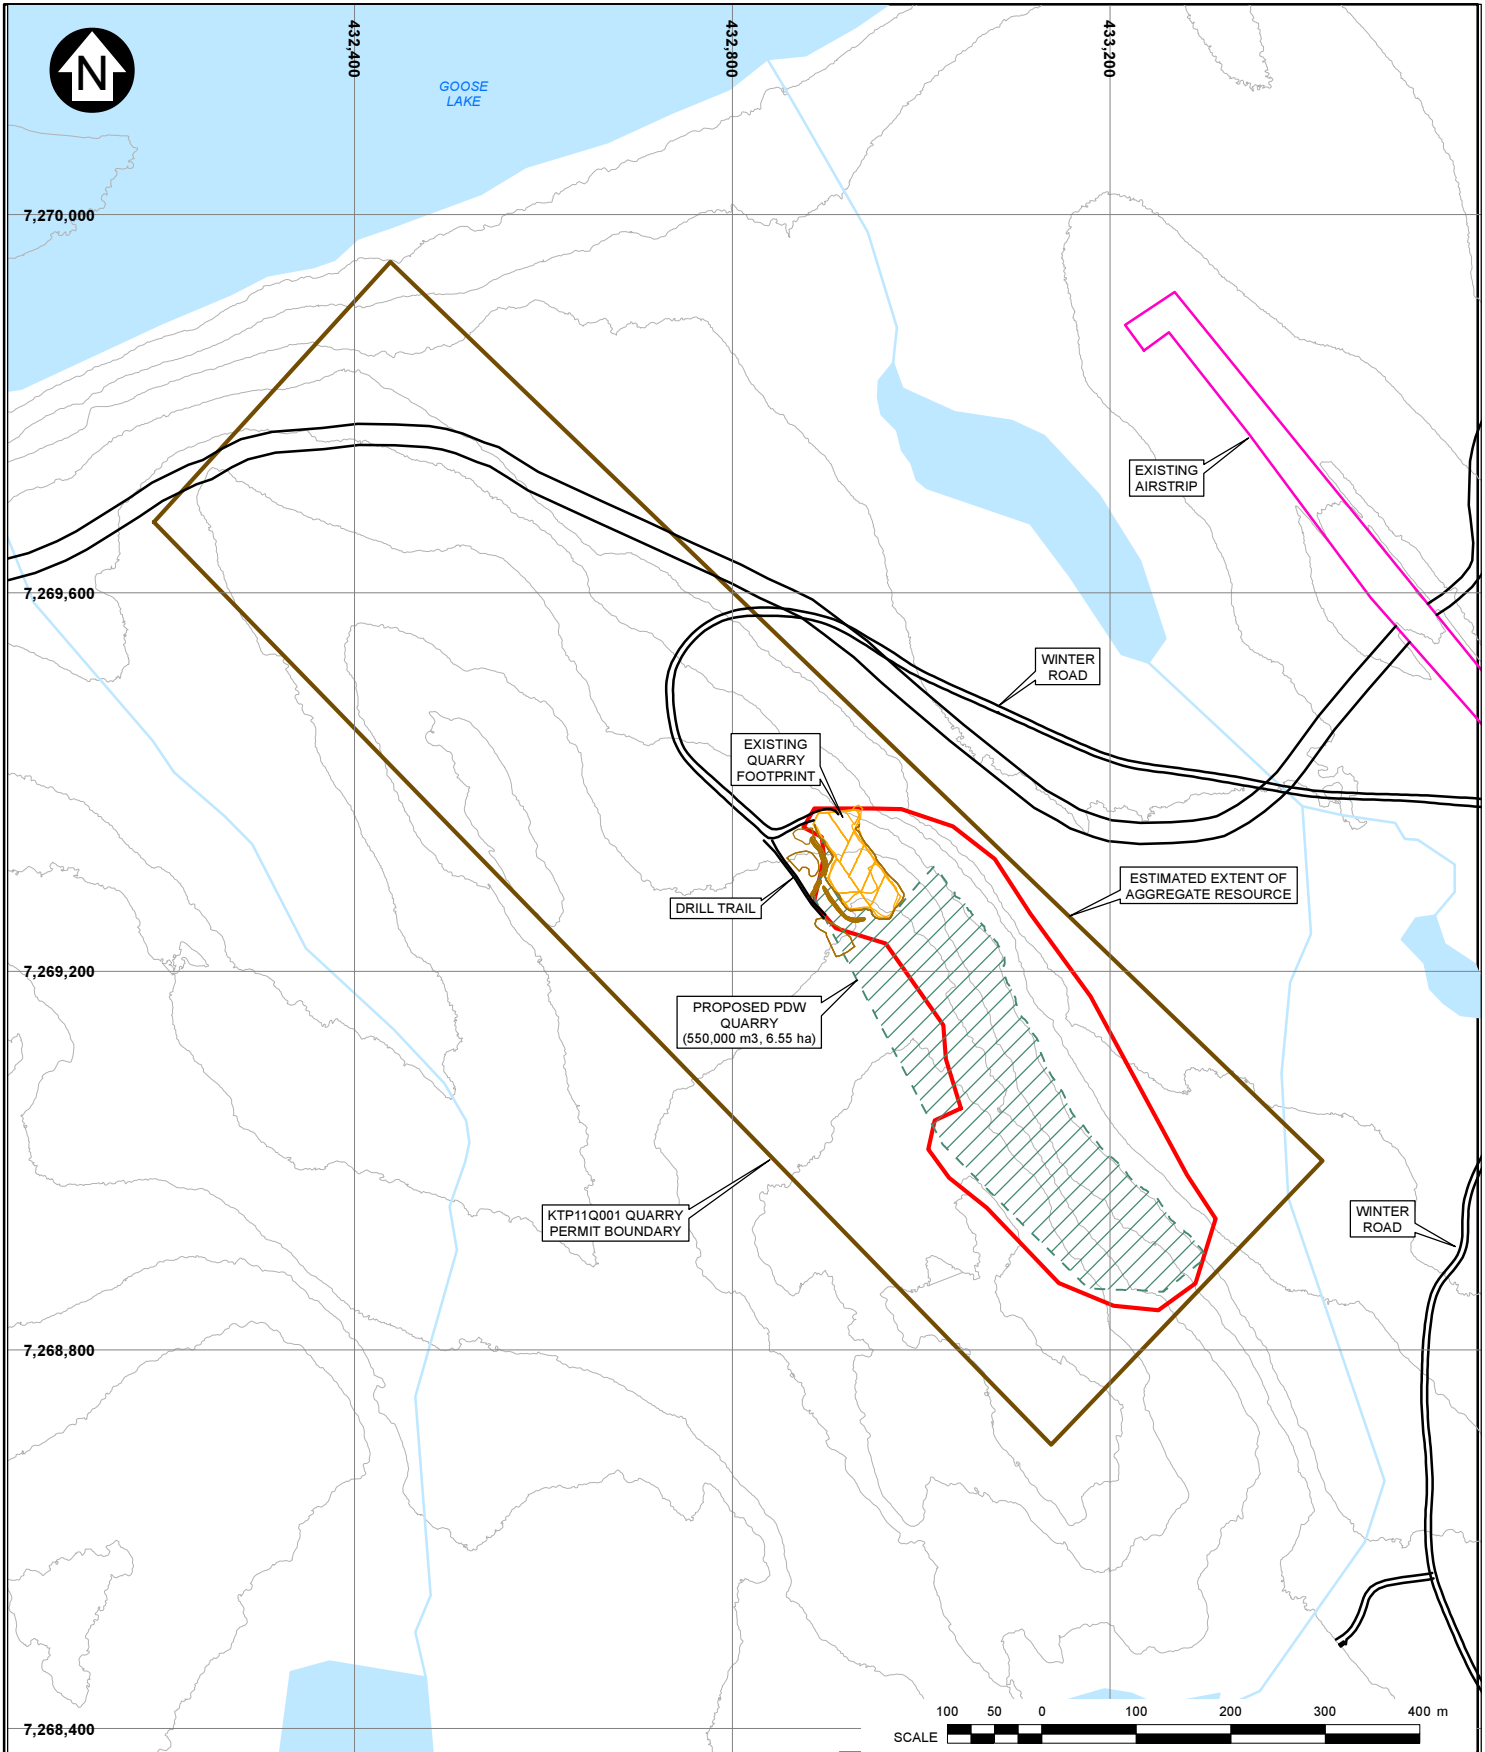 N
432,400
432,800
433,200
GOOSE
LAKE
7,270,000
EXISTING
AIRSTRIP
7,269,600
WINTER
ROAD
EXISTING
QUARRY
FOOTPRINT
ESTIMATED EXTENT OF
AGGREGATE RESOURCE
DRILL TRAIL
7,269,200
PROPOSED PDW
QUARRY
(550,000 m3, 6.55 ha)
KTP11Q001 QUARRY
PERMIT BOUNDARY
WINTER
ROAD
7,268,800
7,268,400
100 50 0 100 200 300 400 m
SCALE